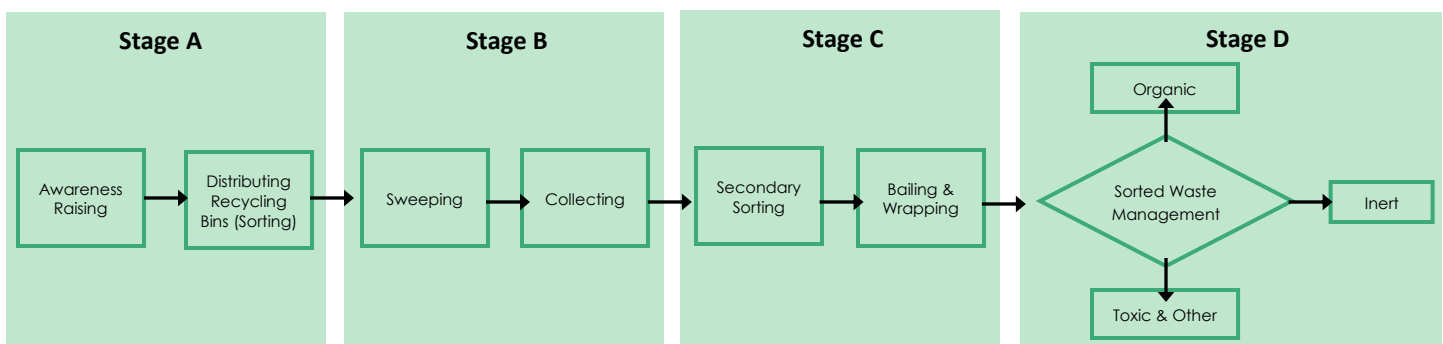 Stage A
Awareness
Raising
Distributing
Recycling
Bins (Sorting)
Stage B
Sweeping
Collecting
Stage C
Secondary
Sorting
Bailing &
Wrapping
Stage D
Organic
Sorted Waste
Management
Inert
Toxic & Other